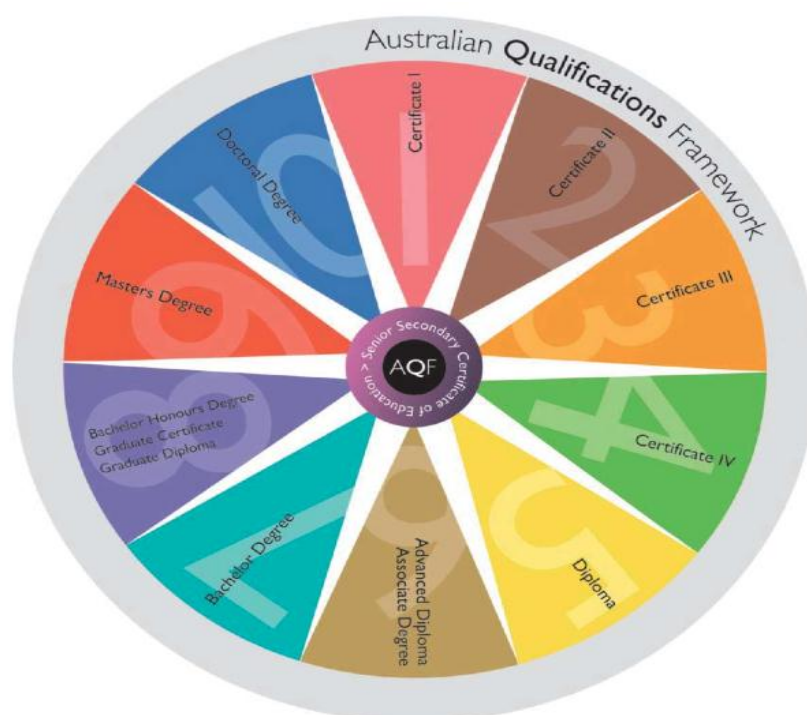 Australian Qualifications Framework
1
Certificate I
2
Certificate II
3
Certificate III
4
Certificate IV
5
Diploma
6
Advanced Diploma
Associate Degree
7
Bachelor Degree
8
Bachelor Honours Degree
Graduate Certificate
Graduate Diploma
9
Masters Degree
10
Doctoral Degree
Senior Secondary Certificate of Education >
AQF